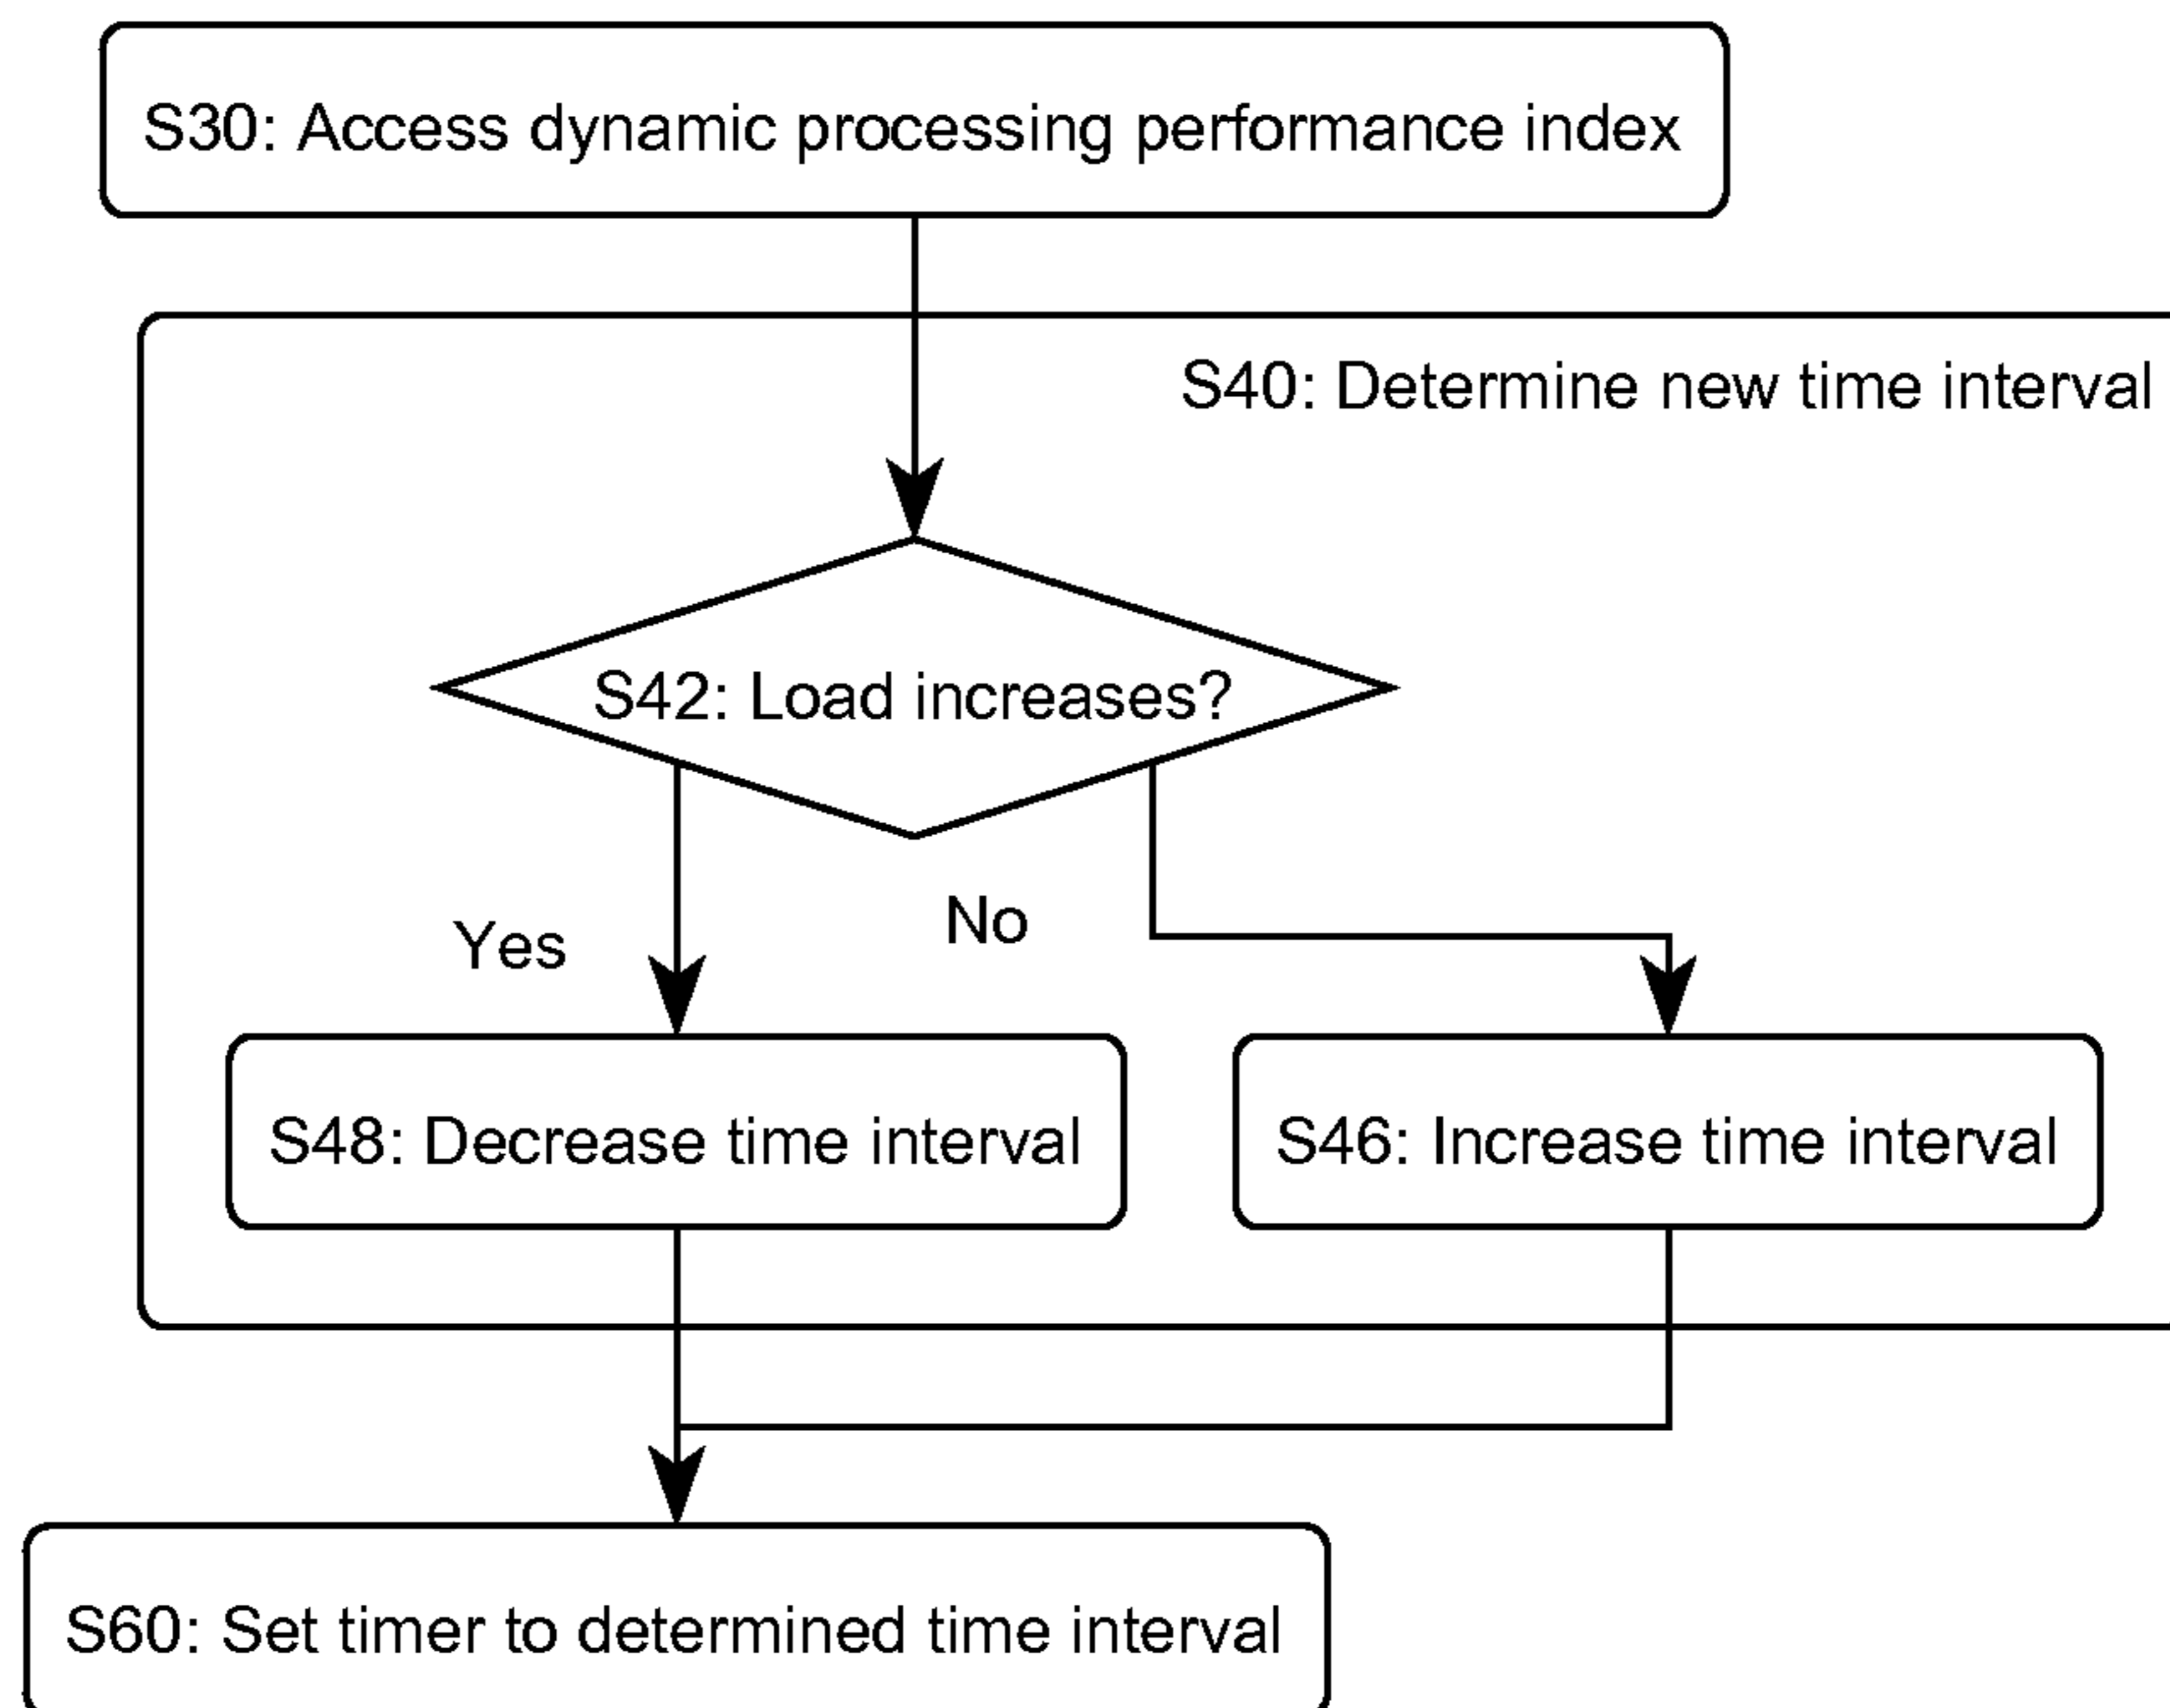 S30: Access dynamic processing performance index
S40: Determine new time interval
S42: Load increases?
Yes
No
S48: Decrease time interval
S46: Increase time interval
S60: Set timer to determined time interval